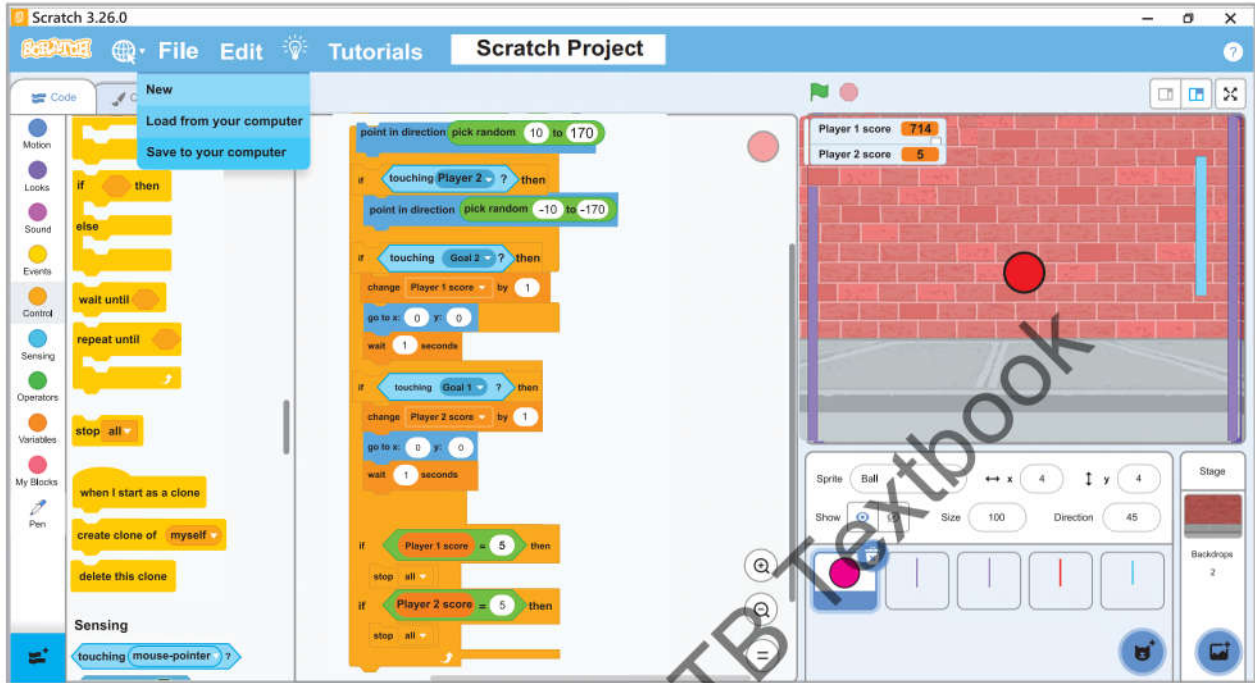 Scratch 3.26.0
SCRATCH File Edit Tutorials Scratch Project ?
New
Load from your computer
Save to your computer
Code
Motion
Looks
Sound
Events
Control
Sensing
Operators
Variables
My Blocks
Pen
if then
else
wait until
repeat until
stop all
when I start as a clone
create clone of myself
delete this clone
Sensing
touching mouse-pointer ?
point in direction pick random 10 to 170
if touching Player 2 ? then
point in direction pick random -10 to -170
if touching Goal 2 ? then
change Player 1 score by 1
go to x: 0 y: 0
wait 1 seconds
if touching Goal 1 ? then
change Player 2 score by 1
go to x: 0 y: 0
wait 1 seconds
if Player 1 score = 5 then
stop all
if Player 2 score = 5 then
stop all
Player 1 score 714
Player 2 score 5
Sprite Ball x 4 y 4
Show Size 100 Direction 45
Stage
Backdrops
2
TB Textbook